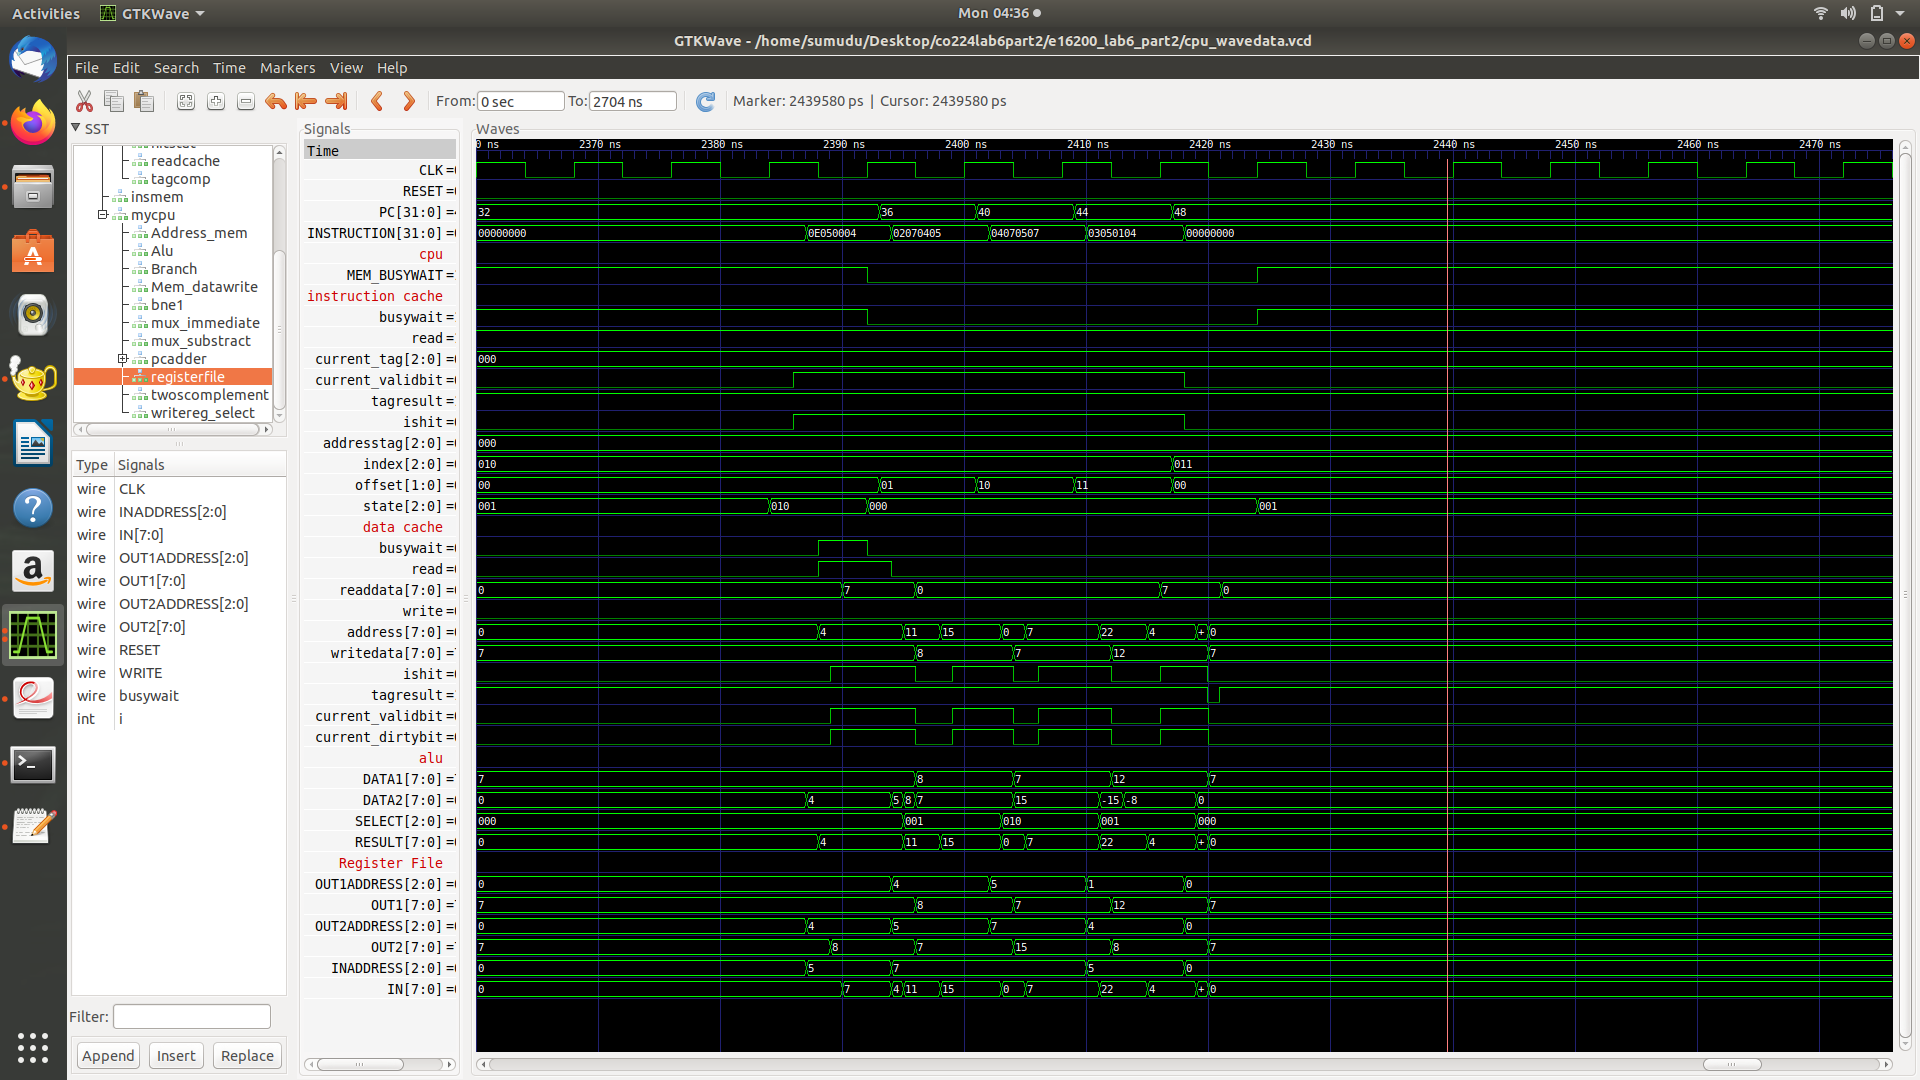 Activities GTKWave Mon 04:36
GTKWave - /home/sumudu/Desktop/co224lab6part2/e16200_lab6_part2/cpu_wavedata.vcd
File Edit Search Time Markers View Help
From: 0 sec To: 2704 ns Marker: 2439580 ps | Cursor: 2439580 ps
SST
readcache
tagcomp
insmem
mycpu
Address_mem
Alu
Branch
Mem_datawrite
bne1
mux_immediate
mux_substract
pcadder
registerfile
twoscomplement
writereg_select
Type Signals
wire CLK
wire INADDRESS[2:0]
wire IN[7:0]
wire OUT1ADDRESS[2:0]
wire OUT1[7:0]
wire OUT2ADDRESS[2:0]
wire OUT2[7:0]
wire RESET
wire WRITE
wire busywait
int i
Filter:
Append Insert Replace
Signals Waves
Time 0 ns 2370 ns 2380 ns 2390 ns 2400 ns 2410 ns 2420 ns 2430 ns 2440 ns 2450 ns 2460 ns 2470 ns
CLK =
RESET =
PC[31:0] = 32 36 40 44 48
INSTRUCTION[31:0] = 00000000 0E050004 02070405 04070507 03050104 00000000
cpu
MEM_BUSYWAIT =
instruction cache
busywait =
read =
current_tag[2:0] = 000
current_validbit =
tagresult =
ishit =
addresstag[2:0] = 000
index[2:0] = 010 011
offset[1:0] = 00 01 10 11 00
state[2:0] = 001 010 000 001
data cache
busywait =
read =
readdata[7:0] = 0 7 0 7 0
write =
address[7:0] = 0 4 11 15 0 7 22 4 + 0
writedata[7:0] = 7 8 7 12 7
ishit =
tagresult =
current_validbit =
current_dirtybit =
alu
DATA1[7:0] = 7 8 7 12 7
DATA2[7:0] = 0 4 5 8 7 15 -15 -8 0
SELECT[2:0] = 000 001 010 001 000
RESULT[7:0] = 0 4 11 15 0 7 22 4 + 0
Register File
OUT1ADDRESS[2:0] = 0 4 5 1 0
OUT1[7:0] = 7 8 7 12 7
OUT2ADDRESS[2:0] = 0 4 5 7 4 0
OUT2[7:0] = 7 8 7 15 8 7
INADDRESS[2:0] = 0 5 7 5 0
IN[7:0] = 0 7 4 11 15 0 7 22 4 + 0